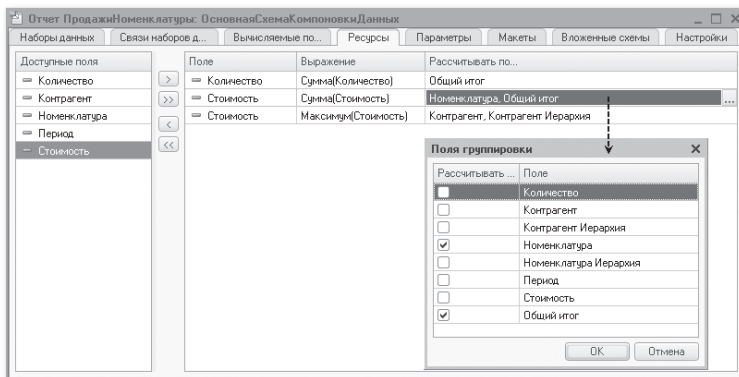 Отчет ПродажиНоменклатуры: ОсновнаяСхемаКомпоновкиДанных
Наборы данных Связи наборов д... Вычисляемые по... Ресурсы Параметры Макеты Вложенные схемы Настройки
Доступные поля
Количество
Контрагент
Номенклатура
Период
Стоимость
> >> < <<
Поле Выражение Рассчитывать по...
Количество Сумма(Количество) Общий итог
Стоимость Сумма(Стоимость) Номенклатура, Общий итог ...
Стоимость Максимум(Стоимость) Контрагент, Контрагент Иерархия
Поля группировки
Рассчитывать ... Поле
Количество
Контрагент
Контрагент Иерархия
Номенклатура
Номенклатура Иерархия
Период
Стоимость
Общий итог
OK Отмена